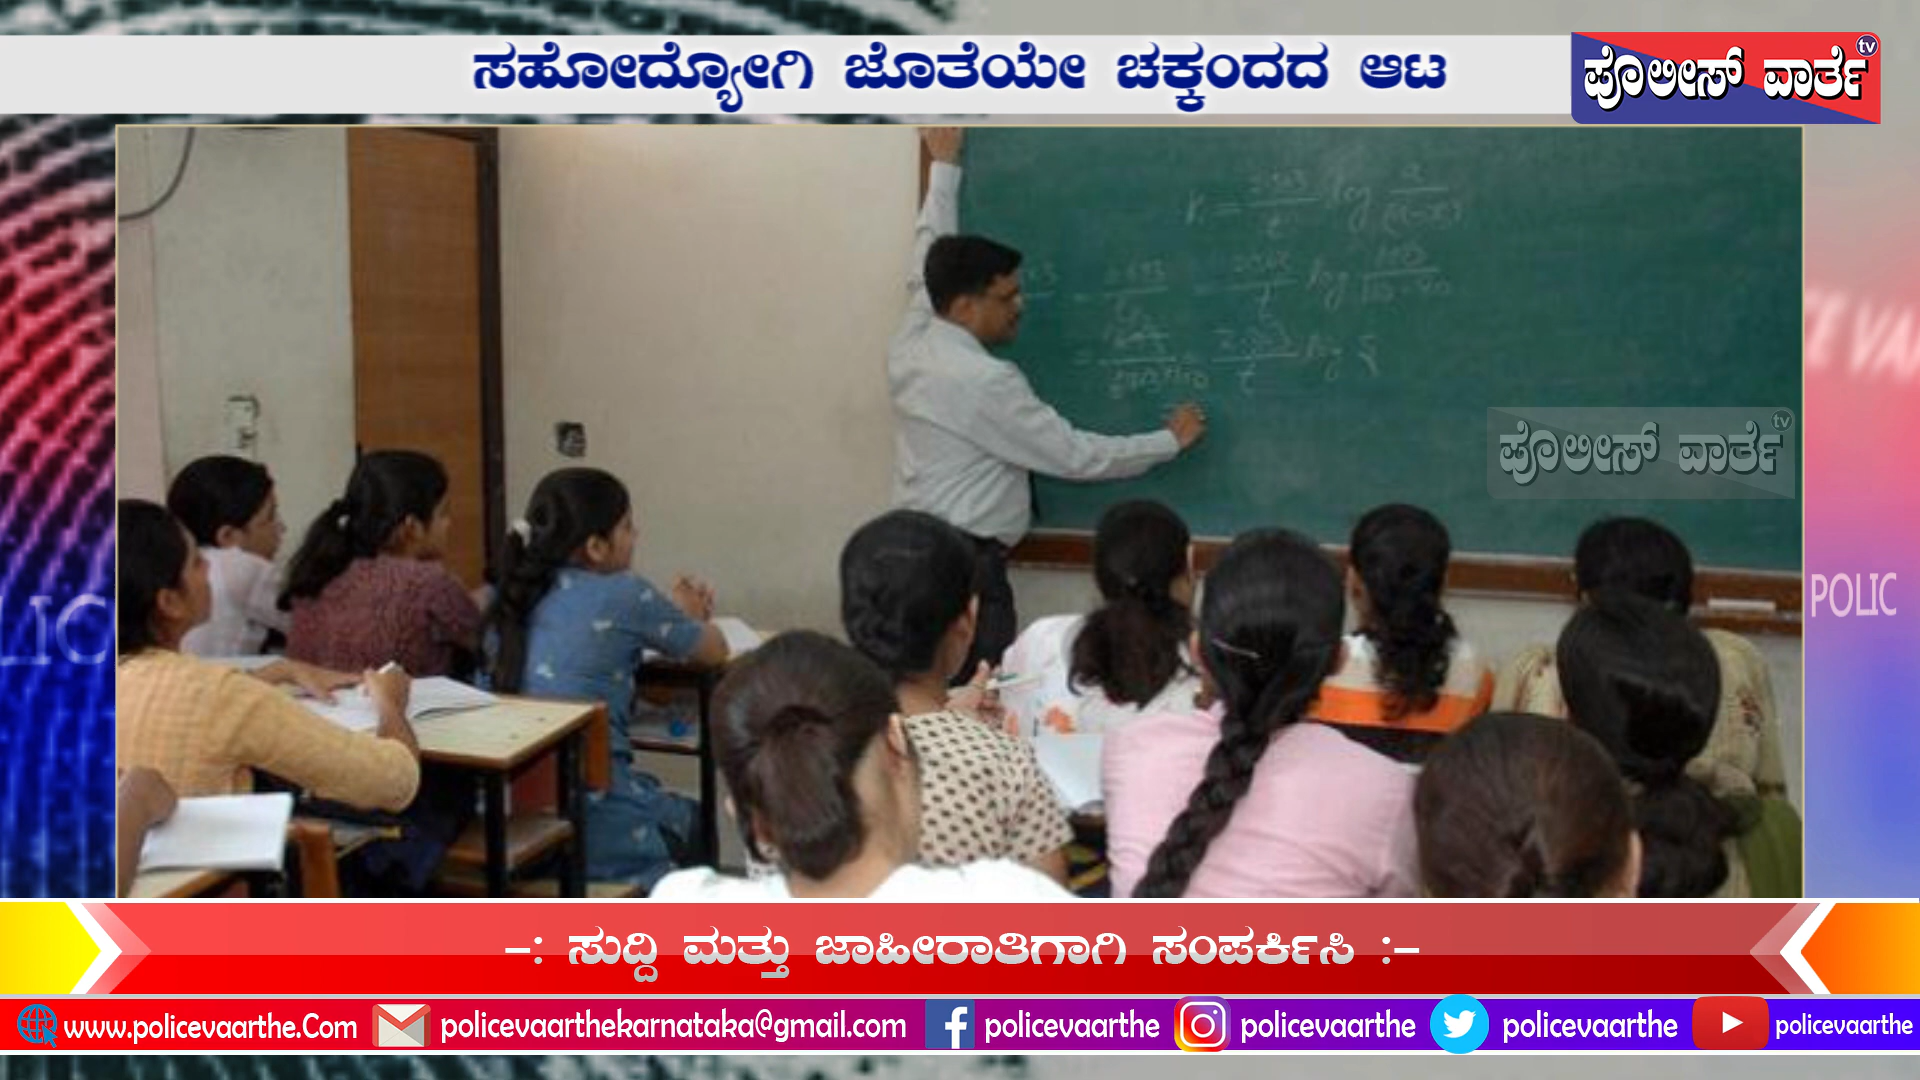 ಸಹೋದ್ಯೋಗಿ ಜೊತೆಯೇ ಚಕ್ಕಂದದ ಆಟ
ಪೊಲೀಸ್ ವಾರ್ತೆ tv
ಪೊಲೀಸ್ ವಾರ್ತೆ tv
POLIC
-: ಸುದ್ದಿ ಮತ್ತು ಜಾಹೀರಾತಿಗಾಗಿ ಸಂಪರ್ಕಿಸಿ :-
www.policevaarthe.Com policevaarthekarnataka@gmail.com policevaarthe policevaarthe policevaarthe policevaarthe